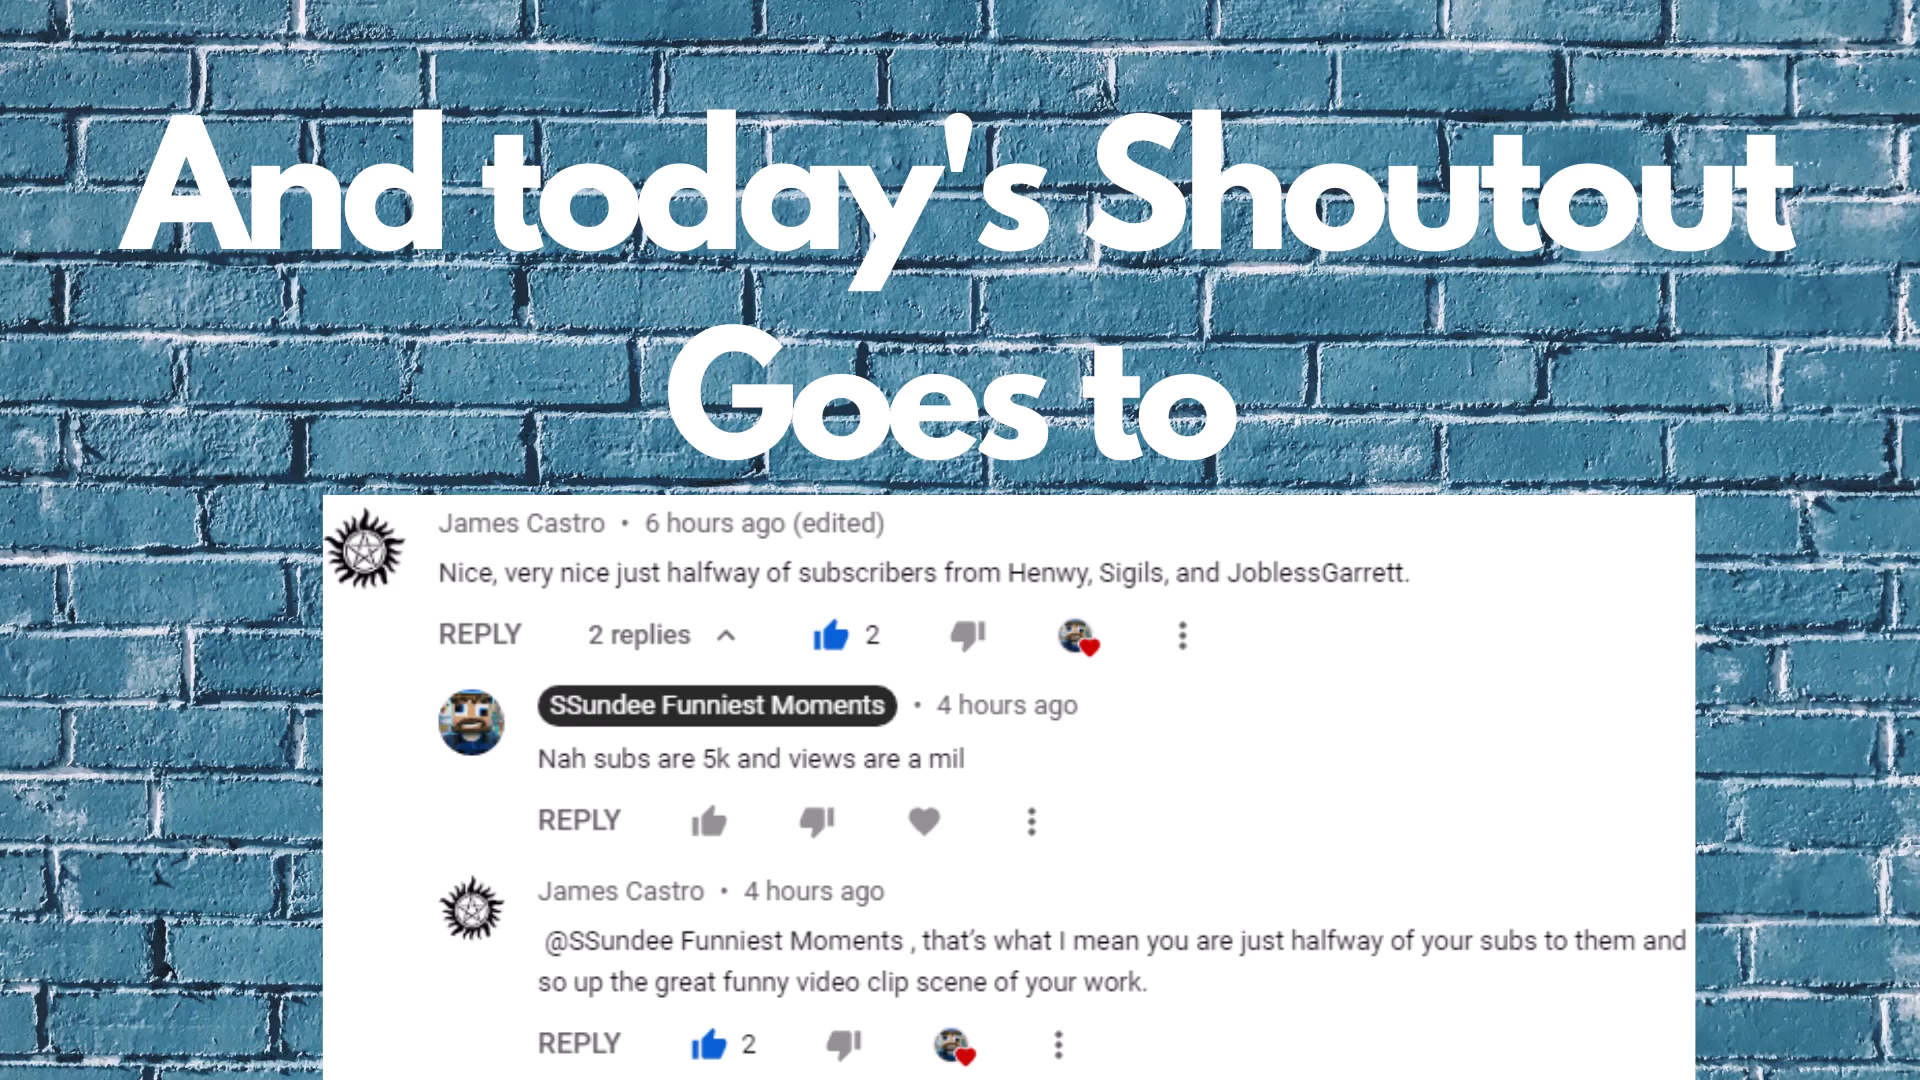 And today's Shoutout
Goes to
James Castro • 6 hours ago (edited)
Nice, very nice just halfway of subscribers from Henwy, Sigils, and JoblessGarrett.
REPLY 2 replies 2
SSundee Funniest Moments • 4 hours ago
Nah subs are 5k and views are a mil
REPLY
James Castro • 4 hours ago
@SSundee Funniest Moments , that's what I mean you are just halfway of your subs to them and
so up the great funny video clip scene of your work.
REPLY 2